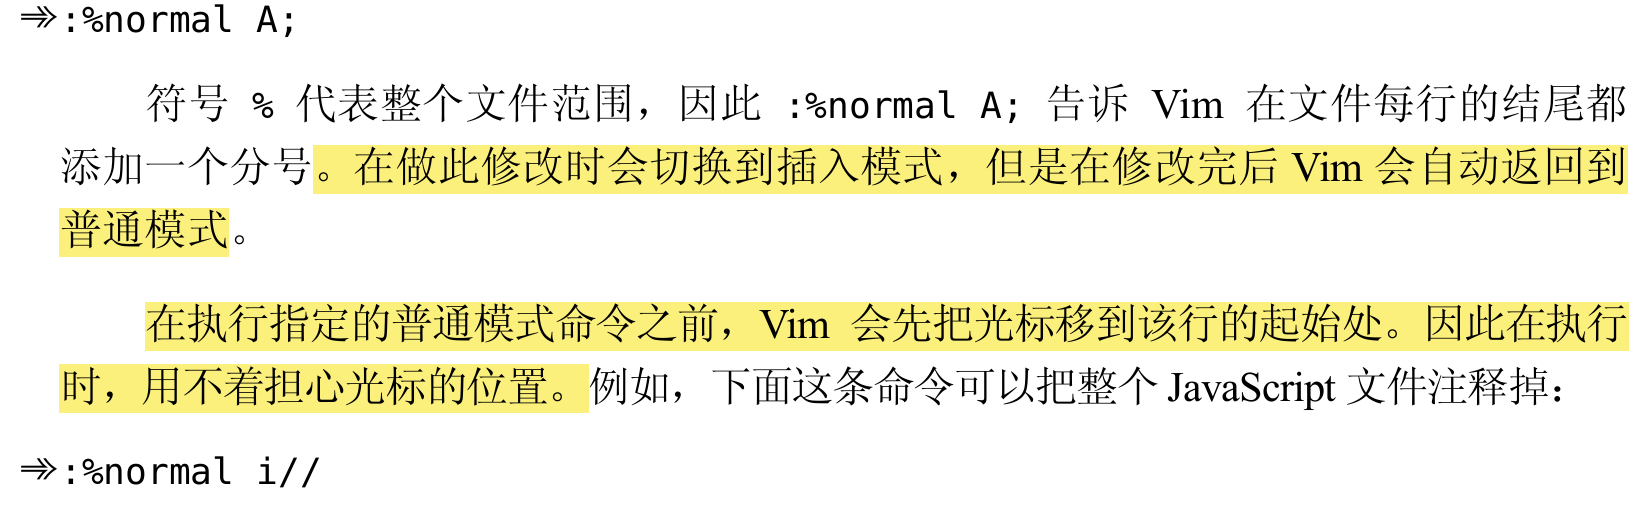 ⇒:%normal A;
符号 % 代表整个文件范围，因此 :%normal A; 告诉 Vim 在文件每行的结尾都
添加一个分号。在做此修改时会切换到插入模式，但是在修改完后 Vim 会自动返回到
普通模式。
在执行指定的普通模式命令之前，Vim 会先把光标移到该行的起始处。因此在执行
时，用不着担心光标的位置。例如，下面这条命令可以把整个 JavaScript 文件注释掉：
⇒:%normal i//